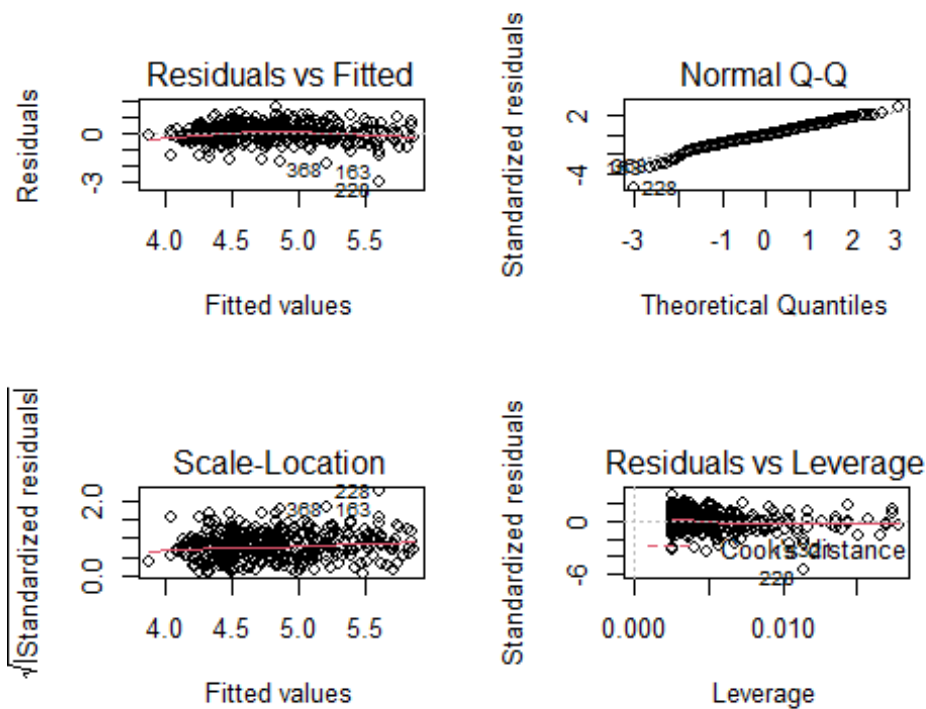 Residuals vs Fitted
Residuals
0
-3
368
163
228
4.0 4.5 5.0 5.5
Fitted values
Normal Q-Q
Standardized residuals
2
-4
368
228
-3 -1 0 1 2 3
Theoretical Quantiles
Scale-Location
√|Standardized residuals|
2.0
0.0
228
368
163
4.0 4.5 5.0 5.5
Fitted values
Residuals vs Leverage
Standardized residuals
0
-6
Cook's distance
228
0.000 0.010
Leverage